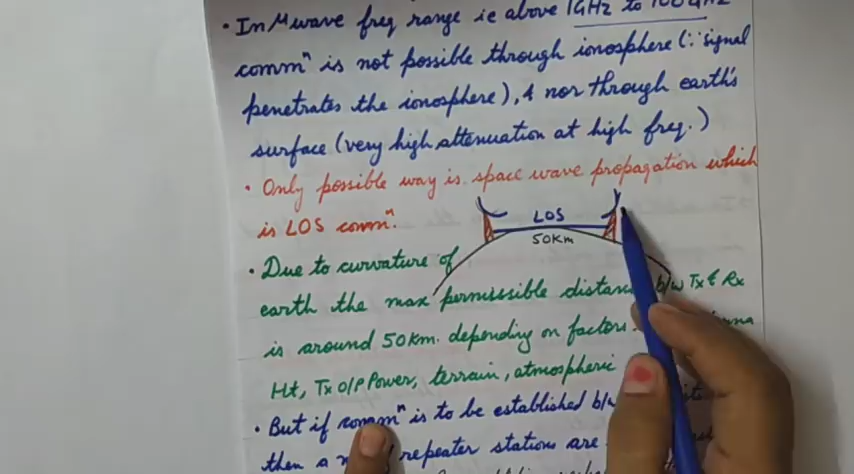 • In μwave freq range ie above 1GHz to 100GHz
commⁿ is not possible through ionosphere (∵ signal
penetrates the ionosphere), & nor through earth's
surface (very high attenuation at high freq.)
• Only possible way is space wave propagation which
is LOS commⁿ.
LOS
50Km
• Due to curvature of
earth the max permissible distan b/w Tx & Rx
is around 50Km. depending on factors
Ht, Tx O/P Power, terrain, atmospheric
• But if commⁿ is to be established b/w
then a repeater stations are